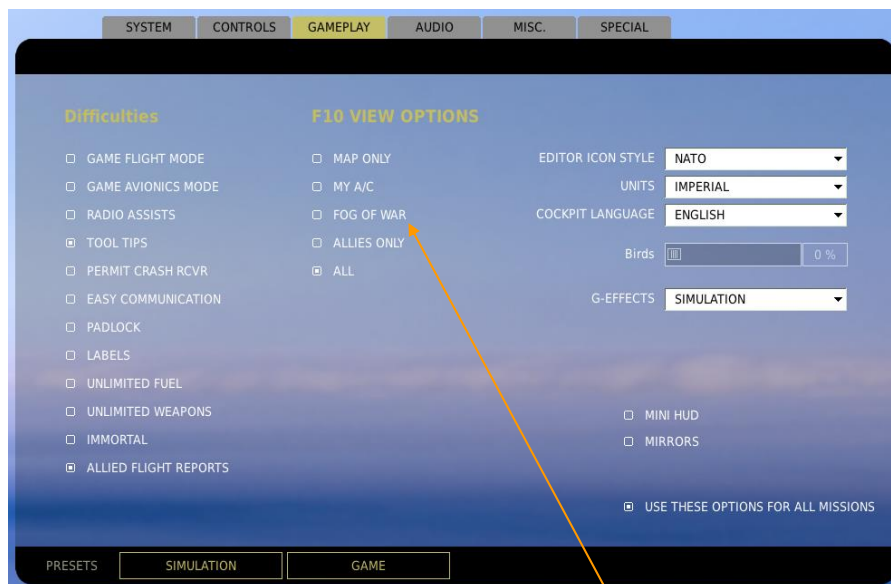 SYSTEM CONTROLS GAMEPLAY AUDIO MISC. SPECIAL
Difficulties
GAME FLIGHT MODE
GAME AVIONICS MODE
RADIO ASSISTS
TOOL TIPS
PERMIT CRASH RCVR
EASY COMMUNICATION
PADLOCK
LABELS
UNLIMITED FUEL
UNLIMITED WEAPONS
IMMORTAL
ALLIED FLIGHT REPORTS
F10 VIEW OPTIONS
MAP ONLY
MY A/C
FOG OF WAR
ALLIES ONLY
ALL
EDITOR ICON STYLE NATO
UNITS IMPERIAL
COCKPIT LANGUAGE ENGLISH
Birds 0 %
G-EFFECTS SIMULATION
MINI HUD
MIRRORS
USE THESE OPTIONS FOR ALL MISSIONS
PRESETS SIMULATION GAME